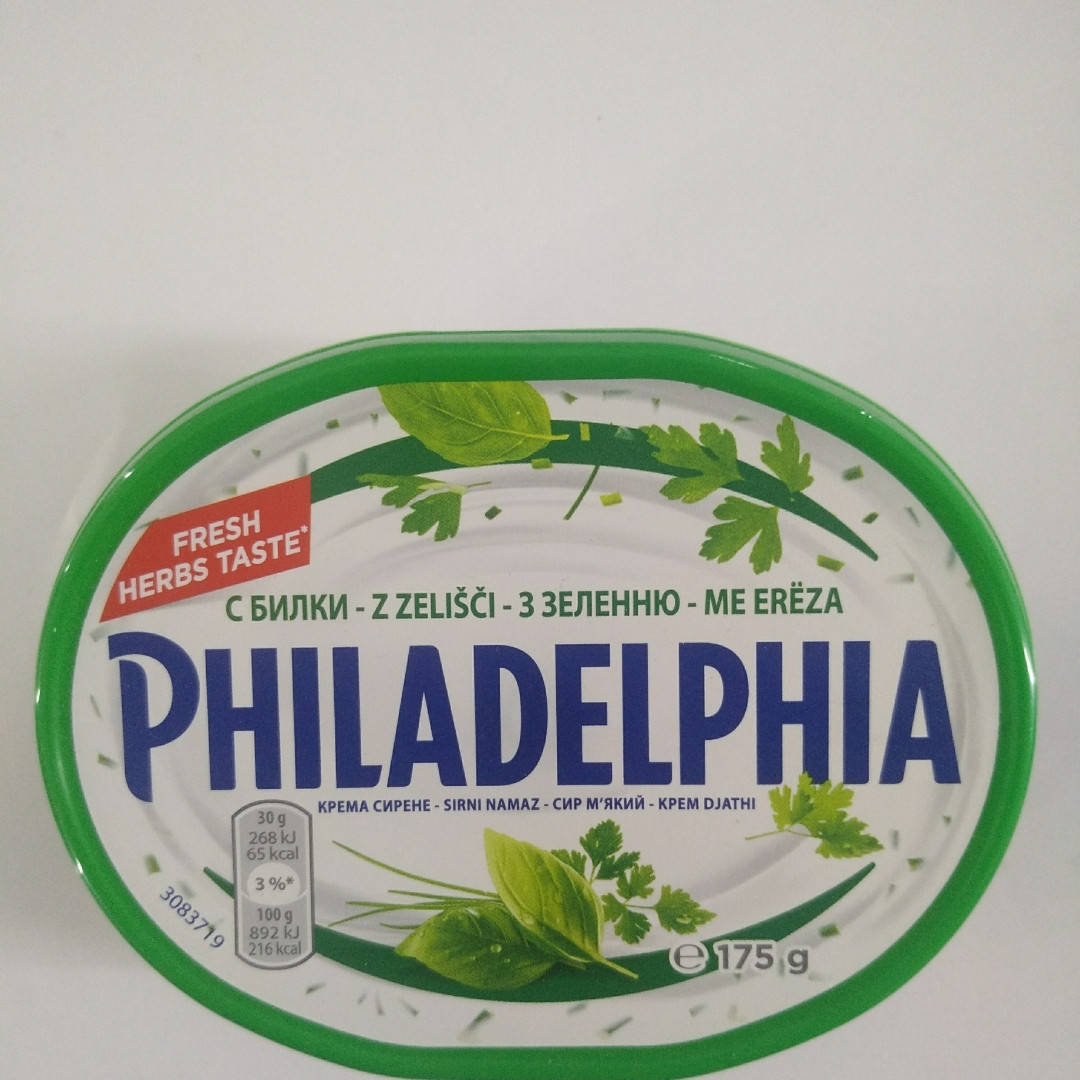 FRESH
HERBS TASTE*
С БИЛКИ - Z ZELIŠČI - З ЗЕЛЕННЮ - ME ERËZA
PHILADELPHIA
КРЕМА СИРЕНЕ - SIRNI NAMAZ - СИР М'ЯКИЙ - КРЕМ DJATHI
30 g
268 kJ
65 kcal
3 %*
100 g
892 kJ
216 kcal
3083719
℮ 175 g